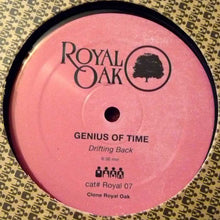 ROYAL
OAK
GENIUS OF TIME
Drifting Back
cat# Royal 07
Clone Royal Oak